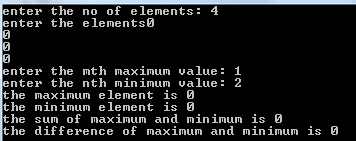 enter the no of elements: 4
enter the elements0
0
0
0
enter the mth maximum value: 1
enter the nth minimum value: 2
the maximum element is 0
the minimum element is 0
the sum of maximum and minimum is 0
the difference of maximum and minimum is 0